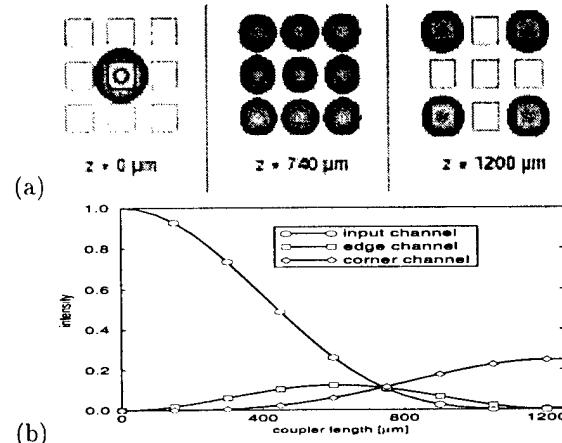 z = 0 μm
z = 740 μm
z = 1200 μm
(a)
1.0
0.8
0.6
0.4
0.2
0.0
intensity
input channel
edge channel
corner channel
0
400
800
1200
coupler length [μm]
(b)